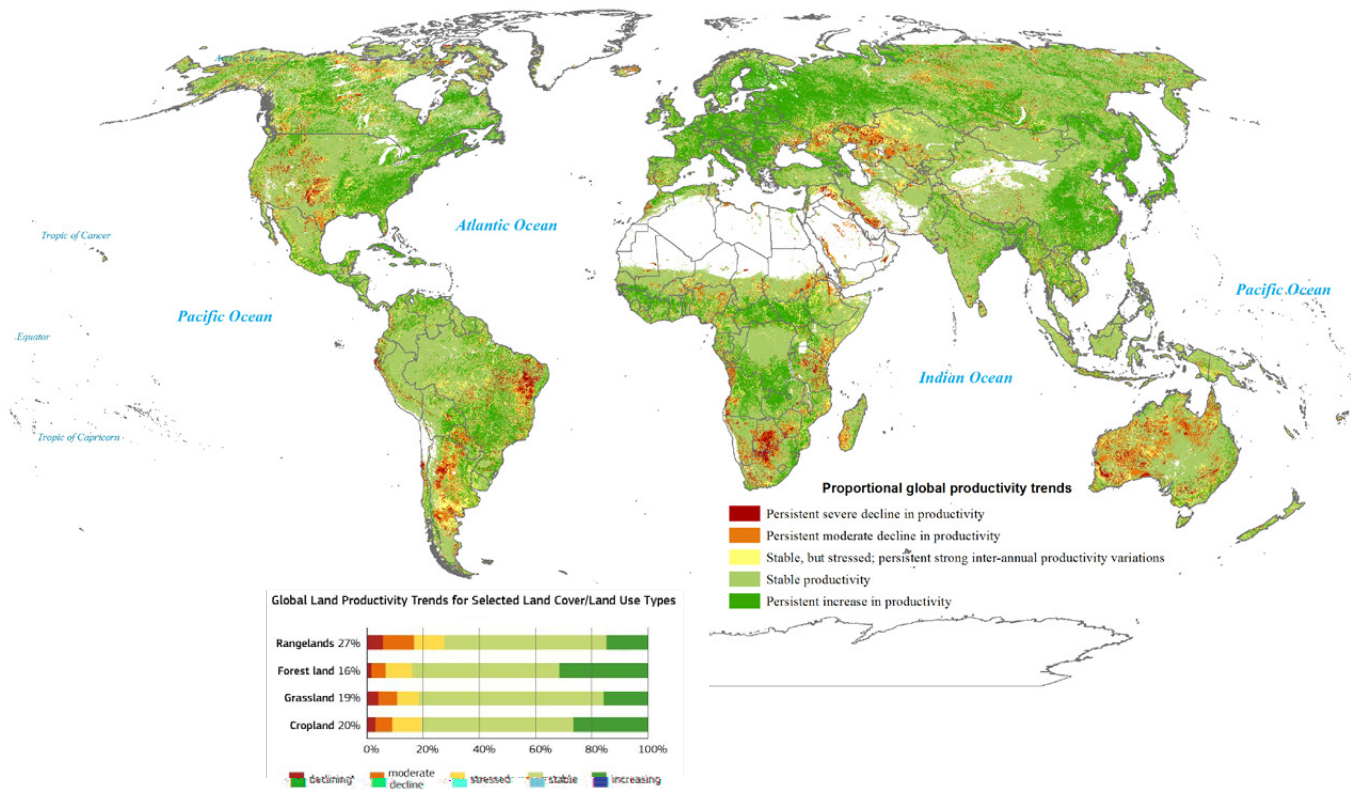 Arctic Circle
Atlantic Ocean
Tropic of Cancer
Pacific Ocean
Pacific Ocean
Equator
Indian Ocean
Tropic of Capricorn
Proportional global productivity trends
Persistent severe decline in productivity
Persistent moderate decline in productivity
Stable, but stressed; persistent strong inter-annual productivity variations
Stable productivity
Persistent increase in productivity
Global Land Productivity Trends for Selected Land Cover/Land Use Types
Rangelands 27%
Forest land 16%
Grassland 19%
Cropland 20%
0% 20% 40% 60% 80% 100%
declining moderate decline stressed stable increasing